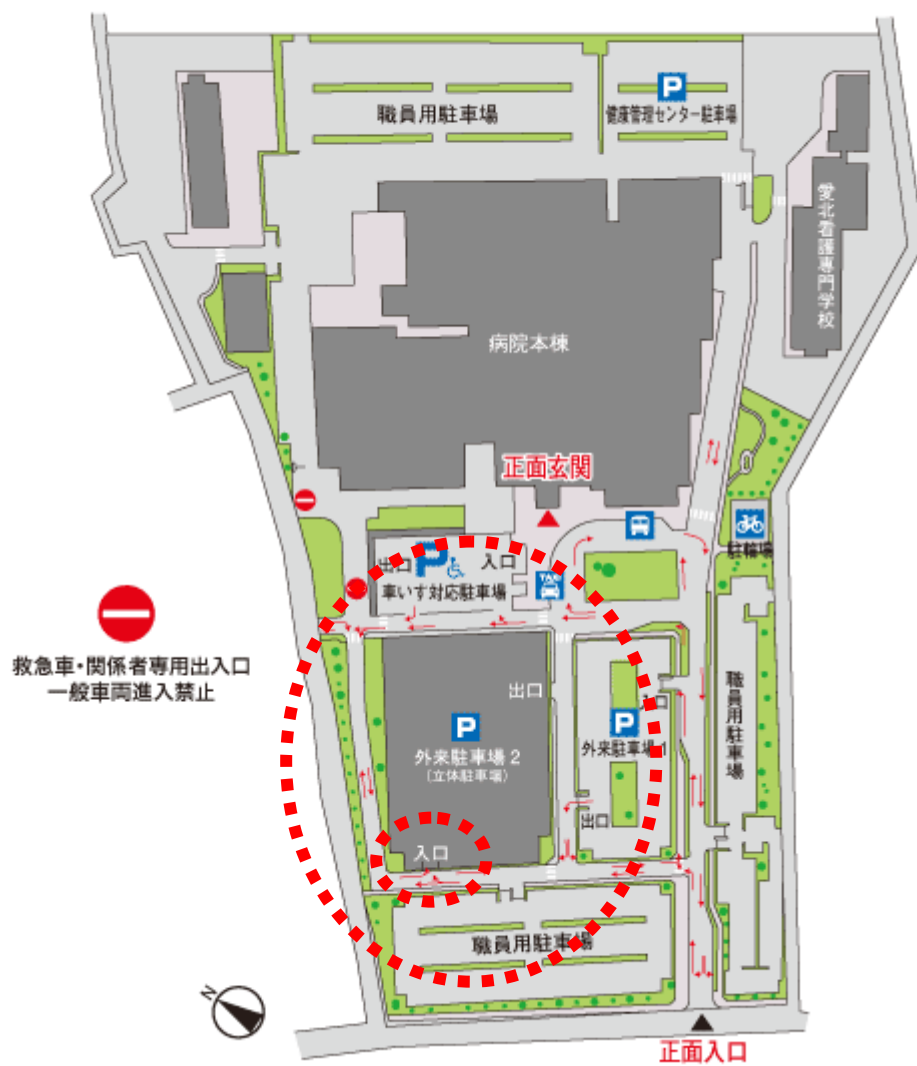 職員用駐車場
P
健康管理センター駐車場
愛北看護専門学校
病院本棟
正面玄関
駐輪場
出口
P
入口
TAXI
車いす対応駐車場
救急車・関係者専用出入口
一般車両進入禁止
出口
P
外来駐車場2
(立体駐車場)
入口
P
外来駐車場1
入口
出口
職員用駐車場
職員用駐車場
N
正面入口